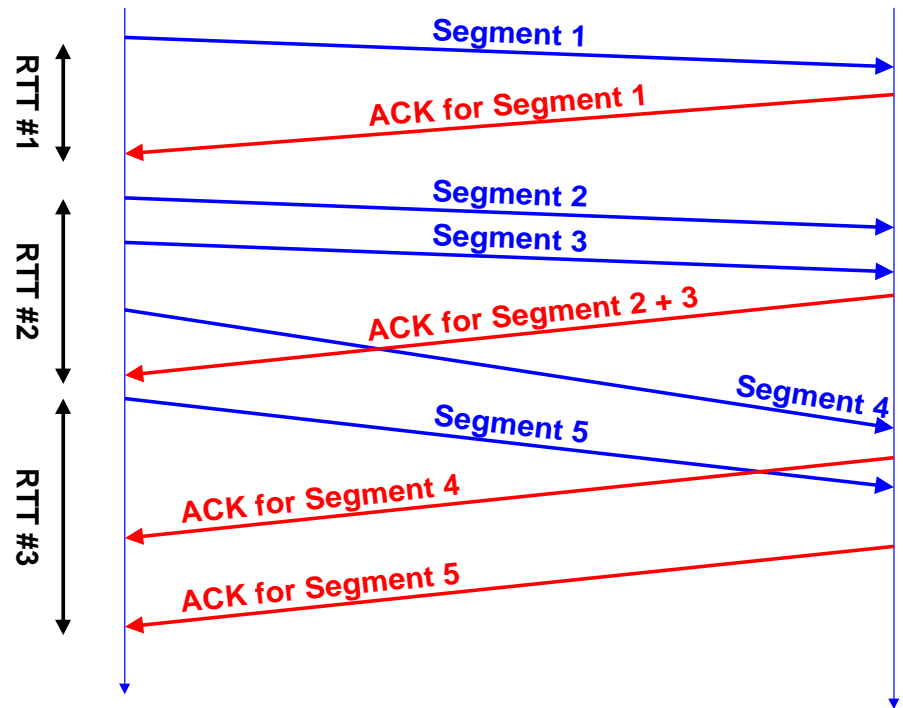 Segment 1
RTT #1
ACK for Segment 1
Segment 2
Segment 3
RTT #2
ACK for Segment 2 + 3
Segment 4
Segment 5
RTT #3
ACK for Segment 4
ACK for Segment 5